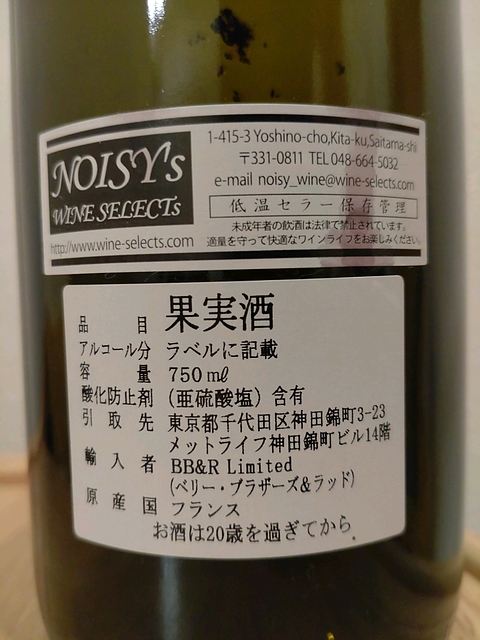 NOISY's
WINE SELECTs
http://www.wine-selects.com
1-415-3 Yoshino-cho,Kita-ku,Saitama-shi
〒331-0811 TEL 048-664-5032
e-mail noisy_wine@wine-selects.com
低温セラー保存管理
未成年者の飲酒は法律で禁止されています。
適量を守って快適なワインライフをお楽しみください。
品目 果実酒
アルコール分 ラベルに記載
容量 750㎖
酸化防止剤 (亜硫酸塩) 含有
引取先 東京都千代田区神田錦町3-23
メットライフ神田錦町ビル14階
輸入者 BB&R Limited
(ベリー・ブラザーズ&ラッド)
原産国 フランス
お酒は20歳を過ぎてから.